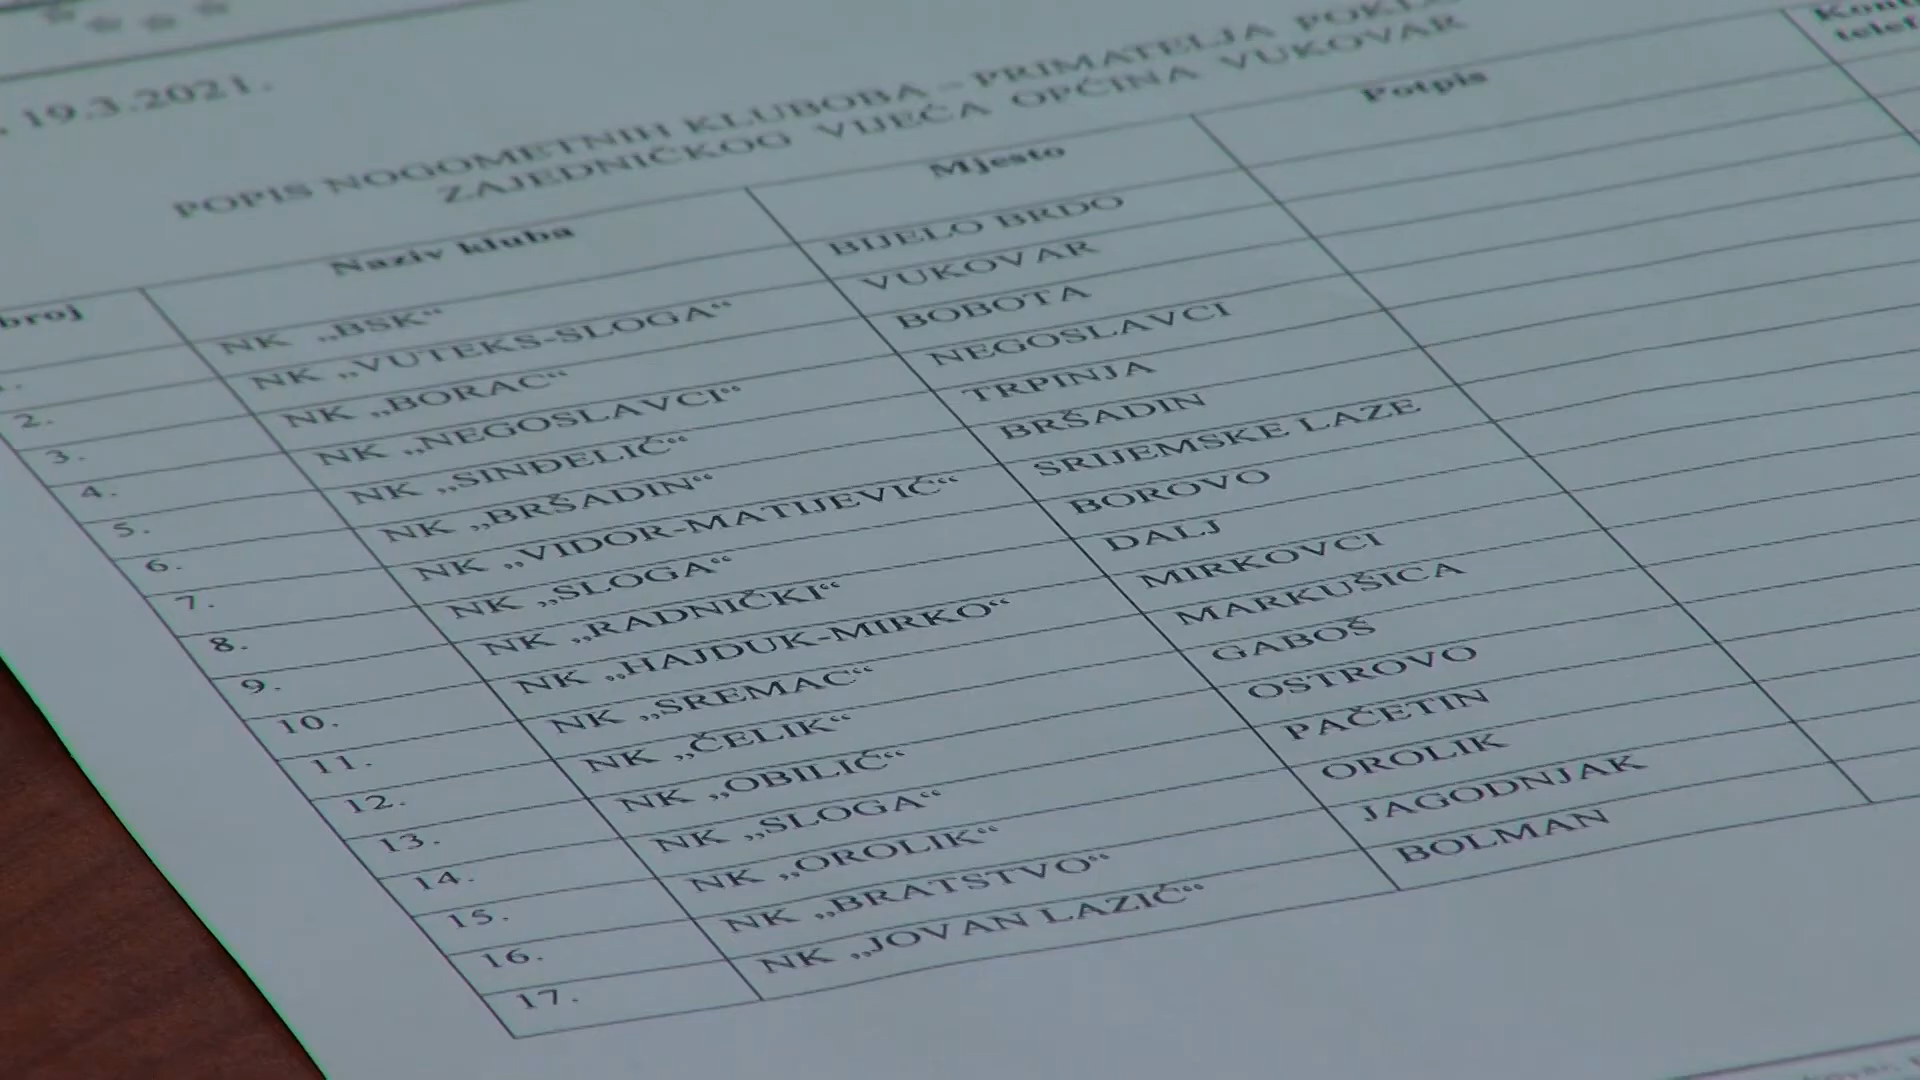 19.3.2021.
POPIS NOGOMETNIH KLUBOBA – PRIMATELJA
ZAJEDNIČKOG VIJEĆA OPĆINA VUKOVAR
broj Naziv kluba Mjesto Potpis
NK „BSK“ BIJELO BRDO
2. NK „VUTEKS-SLOGA“ VUKOVAR
3. NK „BORAC“ BOBOTA
4. NK „NEGOSLAVCI“ NEGOSLAVCI
5. NK „SINĐELIĆ“ TRPINJA
6. NK „BRŠADIN“ BRŠADIN
7. NK „VIDOR-MATIJEVIĆ“ SRIJEMSKE LAZE
8. NK „SLOGA“ BOROVO
9. NK „RADNIČKI“ DALJ
10. NK „HAJDUK-MIRKO“ MIRKOVCI
11. NK „SREMAC“ MARKUŠICA
12. NK „ČELIK“ GABOŠ
13. NK „OBILIĆ“ OSTROVO
14. NK „SLOGA“ PAČETIN
15. NK „OROLIK“ OROLIK
16. NK „BRATSTVO“ JAGODNJAK
17. NK „JOVAN LAZIĆ“ BOLMAN